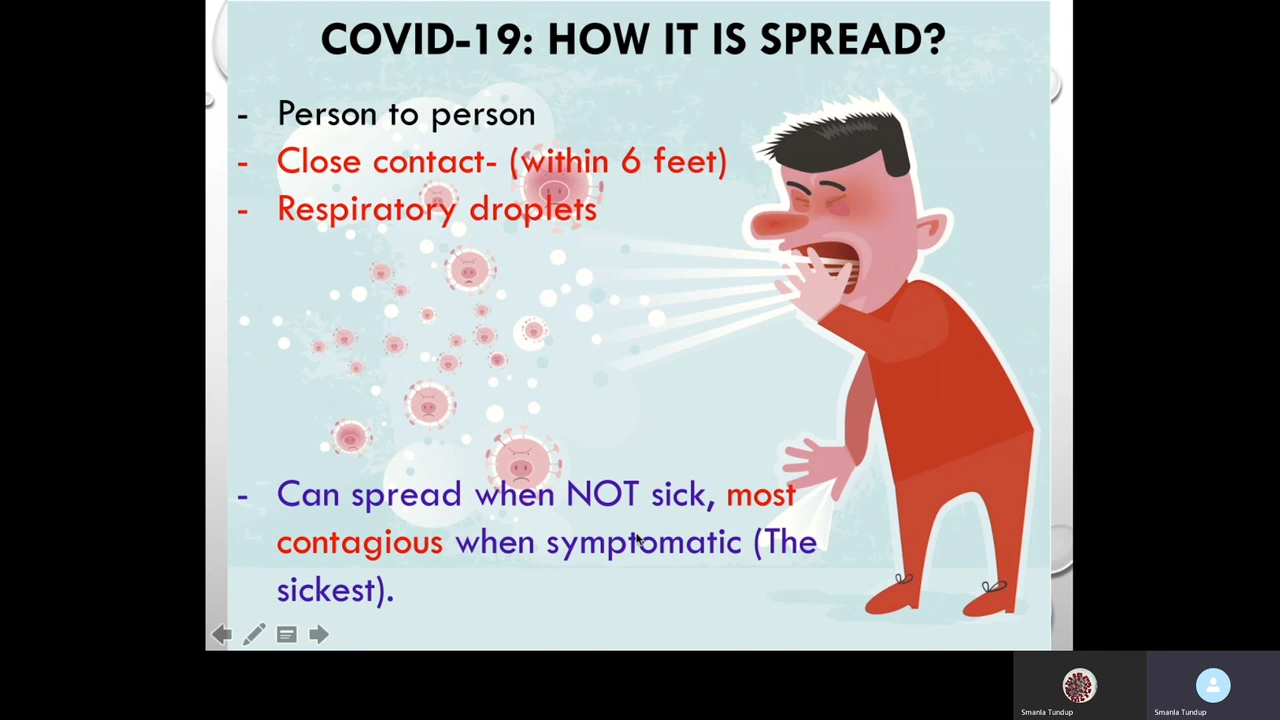 COVID-19: HOW IT IS SPREAD?
- Person to person
- Close contact- (within 6 feet)
- Respiratory droplets
- Can spread when NOT sick, most
contagious when symptomatic (The
sickest).
Smanla Tundup
Smanla Tundup